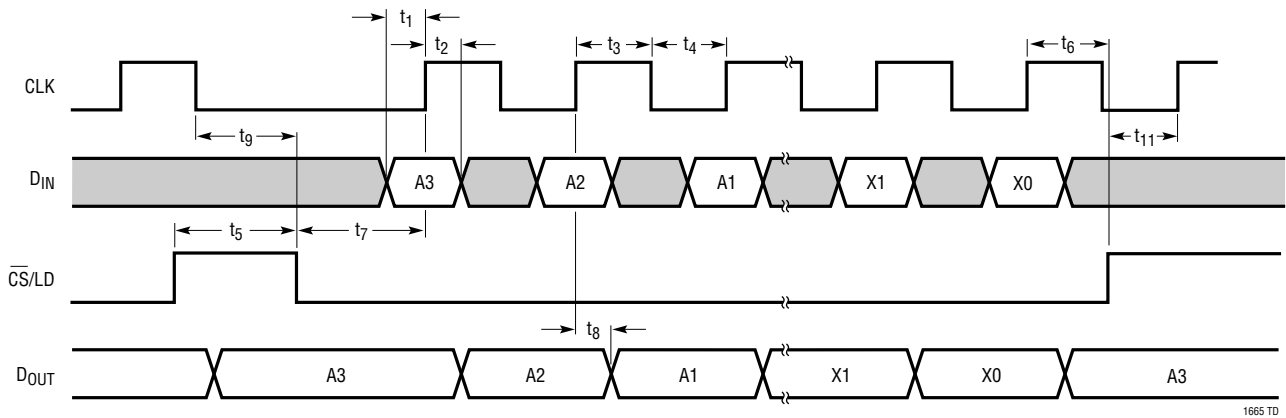 t1
t2 t3 t4 t6
CLK
t9 t11
DIN A3 A2 A1 X1 X0
t5 t7
C̅S̅/LD
t8
DOUT A3 A2 A1 X1 X0 A3
1665 TD